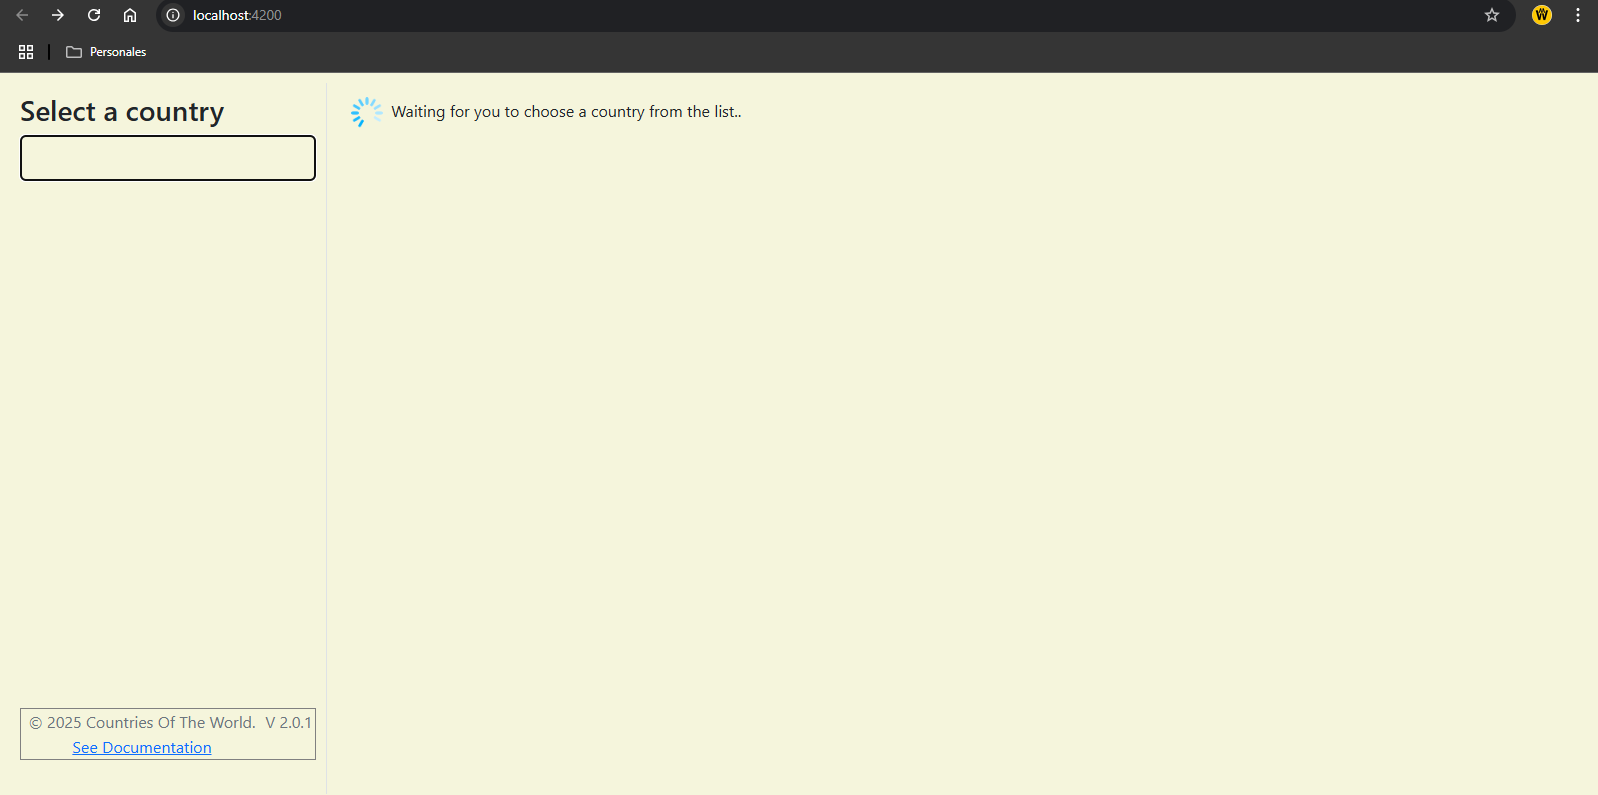 localhost:4200
Personales
Select a country
Waiting for you to choose a country from the list..
© 2025 Countries Of The World. V 2.0.1
See Documentation